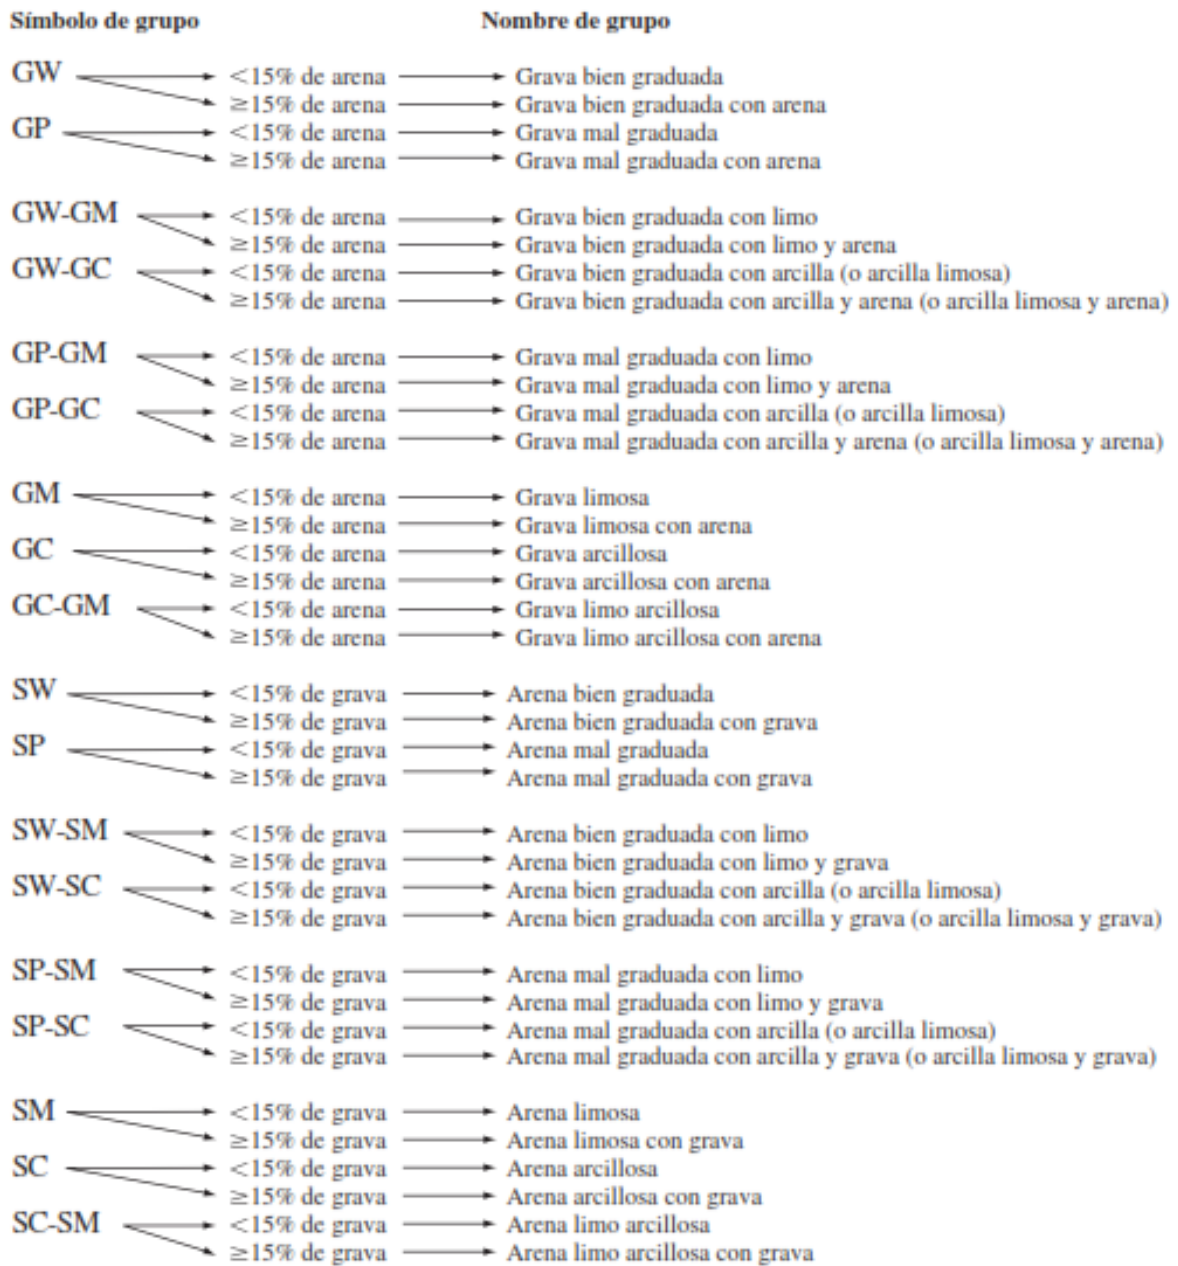 Símbolo de grupo Nombre de grupo
GW <15% de arena Grava bien graduada
≥15% de arena Grava bien graduada con arena
GP <15% de arena Grava mal graduada
≥15% de arena Grava mal graduada con arena
GW-GM <15% de arena Grava bien graduada con limo
≥15% de arena Grava bien graduada con limo y arena
GW-GC <15% de arena Grava bien graduada con arcilla (o arcilla limosa)
≥15% de arena Grava bien graduada con arcilla y arena (o arcilla limosa y arena)
GP-GM <15% de arena Grava mal graduada con limo
≥15% de arena Grava mal graduada con limo y arena
GP-GC <15% de arena Grava mal graduada con arcilla (o arcilla limosa)
≥15% de arena Grava mal graduada con arcilla y arena (o arcilla limosa y arena)
GM <15% de arena Grava limosa
≥15% de arena Grava limosa con arena
GC <15% de arena Grava arcillosa
≥15% de arena Grava arcillosa con arena
GC-GM <15% de arena Grava limo arcillosa
≥15% de arena Grava limo arcillosa con arena
SW <15% de grava Arena bien graduada
≥15% de grava Arena bien graduada con grava
SP <15% de grava Arena mal graduada
≥15% de grava Arena mal graduada con grava
SW-SM <15% de grava Arena bien graduada con limo
≥15% de grava Arena bien graduada con limo y grava
SW-SC <15% de grava Arena bien graduada con arcilla (o arcilla limosa)
≥15% de grava Arena bien graduada con arcilla y grava (o arcilla limosa y grava)
SP-SM <15% de grava Arena mal graduada con limo
≥15% de grava Arena mal graduada con limo y grava
SP-SC <15% de grava Arena mal graduada con arcilla (o arcilla limosa)
≥15% de grava Arena mal graduada con arcilla y grava (o arcilla limosa y grava)
SM <15% de grava Arena limosa
≥15% de grava Arena limosa con grava
SC <15% de grava Arena arcillosa
≥15% de grava Arena arcillosa con grava
SC-SM <15% de grava Arena limo arcillosa
≥15% de grava Arena limo arcillosa con grava